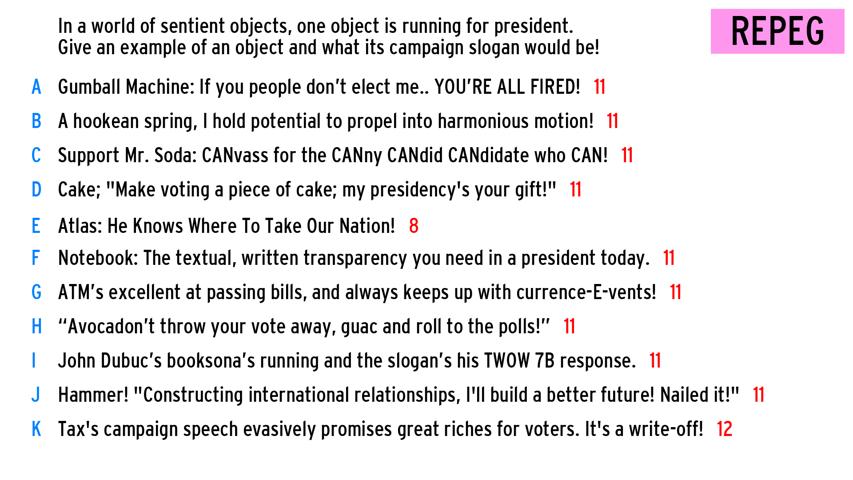 In a world of sentient objects, one object is running for president.
Give an example of an object and what its campaign slogan would be!
REPEG
A Gumball Machine: If you people don't elect me.. YOU'RE ALL FIRED! 11
B A hookean spring, I hold potential to propel into harmonious motion! 11
C Support Mr. Soda: CANvass for the CANny CANdid CANdidate who CAN! 11
D Cake; "Make voting a piece of cake; my presidency's your gift!" 11
E Atlas: He Knows Where To Take Our Nation! 8
F Notebook: The textual, written transparency you need in a president today. 11
G ATM's excellent at passing bills, and always keeps up with currence-E-vents! 11
H “Avocadon't throw your vote away, guac and roll to the polls!” 11
I John Dubuc's booksona's running and the slogan's his TWOW 7B response. 11
J Hammer! "Constructing international relationships, I'll build a better future! Nailed it!" 11
K Tax's campaign speech evasively promises great riches for voters. It's a write-off! 12